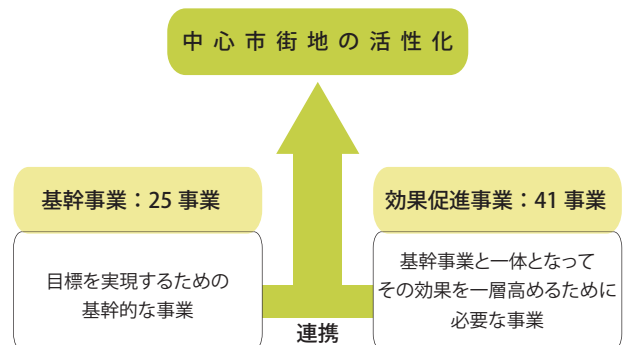 中心市街地の活性化
基幹事業：25 事業
目標を実現するための
基幹的な事業
効果促進事業：41 事業
基幹事業と一体となって
その効果を一層高めるために
必要な事業
連携